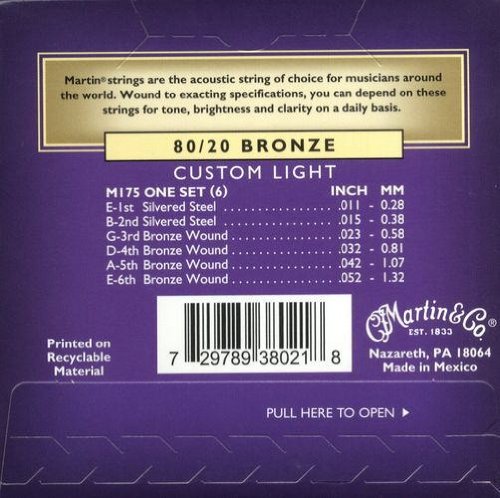 Martin® strings are the acoustic string of choice for musicians around
the world. Wound to exacting specifications, you can depend on these
strings for tone, brightness and clarity on a daily basis.
80/20 BRONZE
CUSTOM LIGHT
M175 ONE SET (6) INCH MM
E-1st Silvered Steel .011 - 0.28
B-2nd Silvered Steel .015 - 0.38
G-3rd Bronze Wound .023 - 0.58
D-4th Bronze Wound .032 - 0.81
A-5th Bronze Wound .042 - 1.07
E-6th Bronze Wound .052 - 1.32
Printed on
Recyclable
Material
7 29789 38021 8
Martin & Co.®
EST. 1833
Nazareth, PA 18064
Made in Mexico
PULL HERE TO OPEN ▶